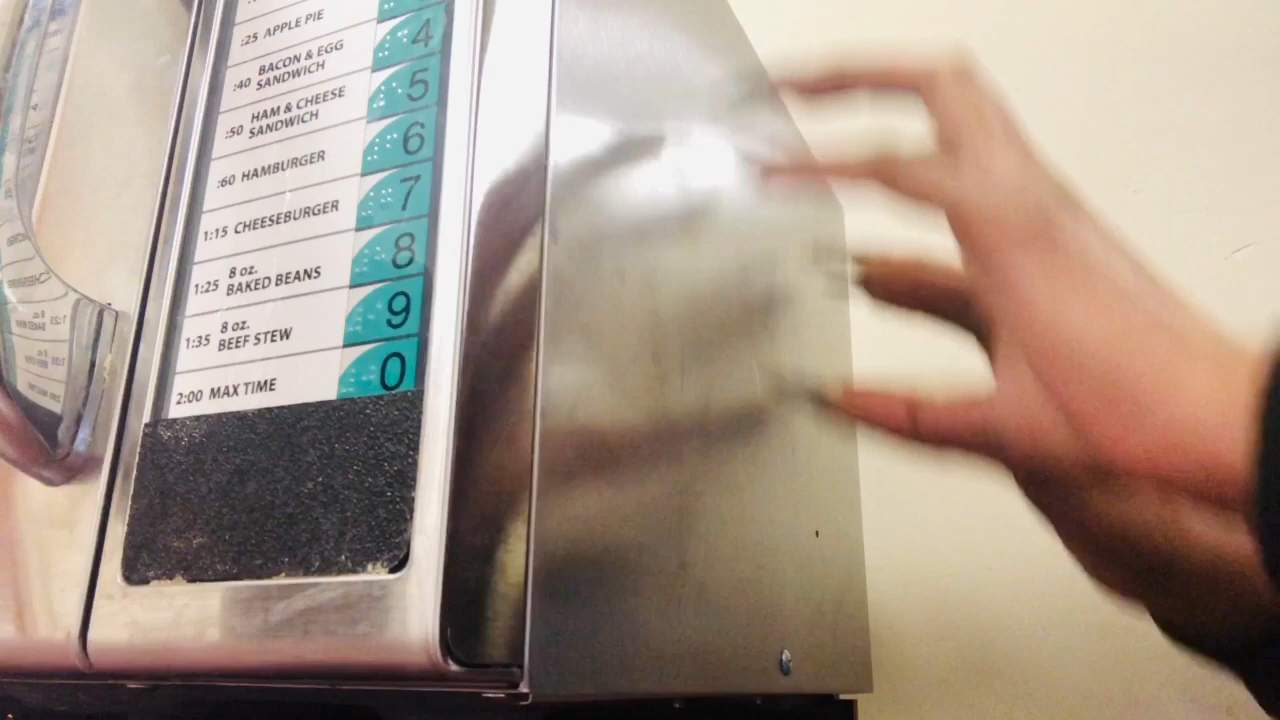 :25 APPLE PIE
4
:40 BACON & EGG
SANDWICH
5
:50 HAM & CHEESE
SANDWICH
6
:60 HAMBURGER
7
1:15 CHEESEBURGER
8
1:25 8 oz.
BAKED BEANS
9
1:35 8 oz.
BEEF STEW
0
2:00 MAX TIME